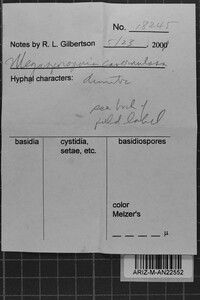 No. 18245
Notes by R. L. Gilbertson 5/23, 2000
Hyphal characters: dimitic
see back of
field label
basidia cystidia, basidiospores
setae, etc.
color
Melzer's
_ _ _ _ µ
ARIZ-M-AN22552